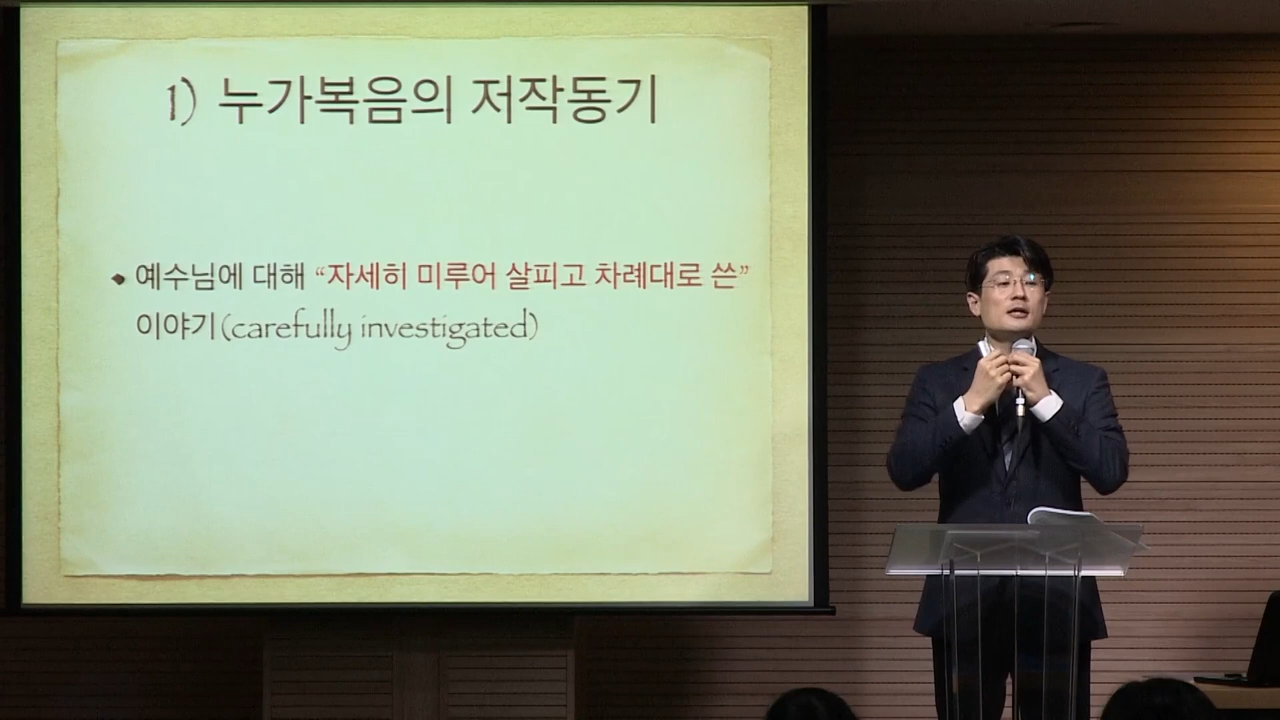 1) 누가복음의 저작동기
예수님에 대해 “자세히 미루어 살피고 차례대로 쓴”
이야기(carefully investigated)